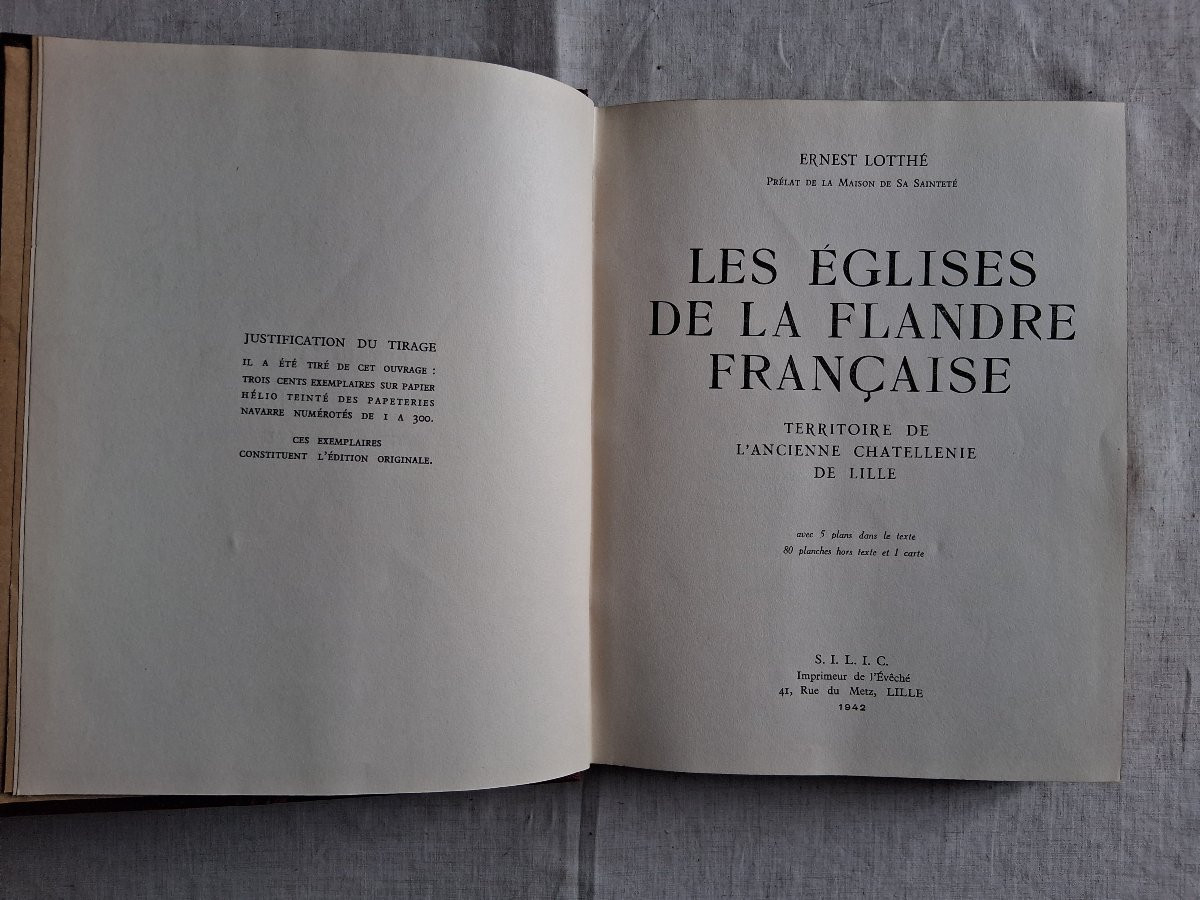 JUSTIFICATION DU TIRAGE
IL A ÉTÉ TIRÉ DE CET OUVRAGE :
TROIS CENTS EXEMPLAIRES SUR PAPIER
HÉLIO TEINTÉ DES PAPETERIES
NAVARRE NUMÉROTÉS DE 1 A 300.
CES EXEMPLAIRES
CONSTITUENT L'ÉDITION ORIGINALE.
ERNEST LOTTHÉ
PRÉLAT DE LA MAISON DE SA SAINTETÉ
LES ÉGLISES
DE LA FLANDRE
FRANÇAISE
TERRITOIRE DE
L'ANCIENNE CHATELLENIE
DE LILLE
avec 5 plans dans le texte
80 planches hors texte et 1 carte
S. I. L. I. C.
Imprimeur de l'Évêché
41, Rue du Metz, LILLE
1942